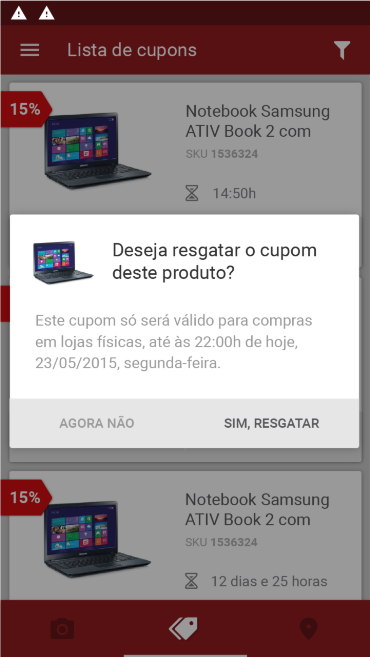 Lista de cupons
15%
Notebook Samsung
ATIV Book 2 com
SKU 1536324
14:50h
Deseja resgatar o cupom
deste produto?
Este cupom só será válido para compras
em lojas físicas, até às 22:00h de hoje,
23/05/2015, segunda-feira.
AGORA NÃO
SIM, RESGATAR
15%
Notebook Samsung
ATIV Book 2 com
SKU 1536324
12 dias e 25 horas